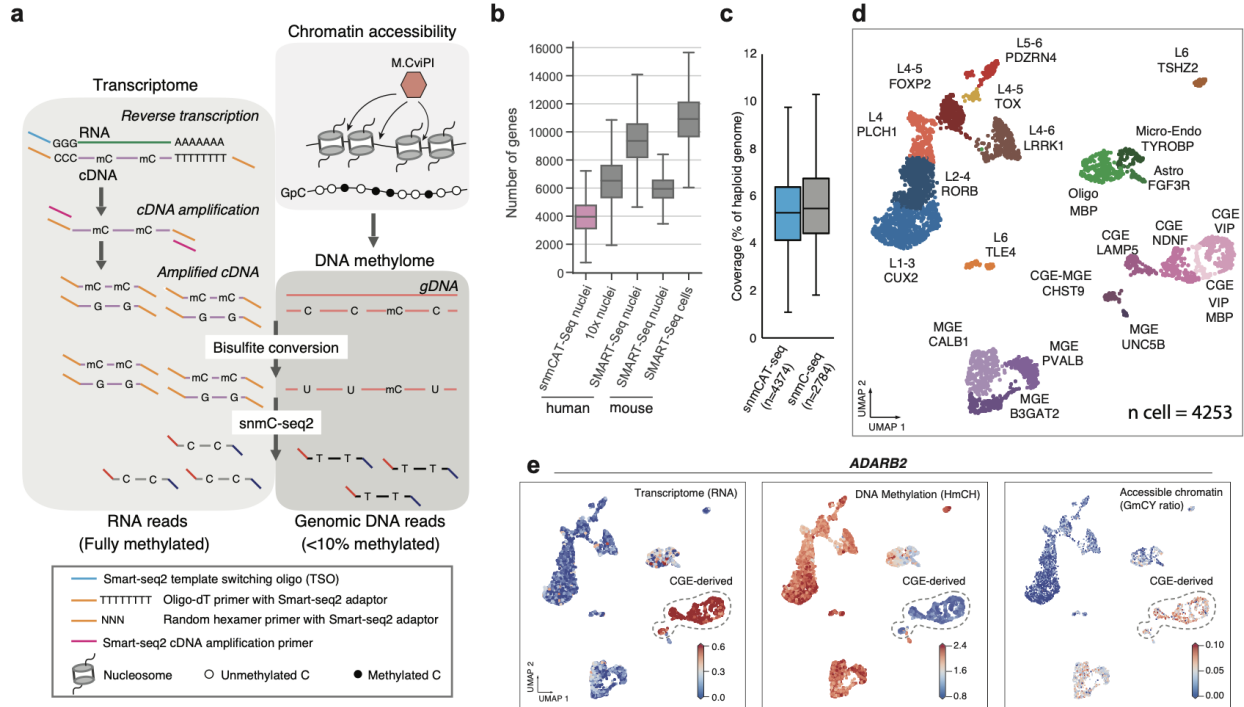 a
Chromatin accessibility
M.CviPI
Transcriptome
Reverse transcription
GGG
RNA
AAAAAAA
CCC
mC
mC
TTTTTTTT
cDNA
GpC
cDNA amplification
mC
mC
DNA methylome
Amplified cDNA
gDNA
mC
mC
mC
mC
G
G
G
G
C
C
mC
C
Bisulfite conversion
mC
mC
mC
mC
G
G
G
G
U
U
mC
U
snmC-seq2
C
C
C
C
C
C
T
T
T
T
T
T
RNA reads
(Fully methylated)
Genomic DNA reads
(<10% methylated)
Smart-seq2 template switching oligo (TSO)
TTTTTTTT Oligo-dT primer with Smart-seq2 adaptor
NNN Random hexamer primer with Smart-seq2 adaptor
Smart-seq2 cDNA amplification primer
Nucleosome
Unmethylated C
Methylated C
b
Number of genes
16000
14000
12000
10000
8000
6000
4000
2000
0
snmCAT-Seq nuclei
10x nuclei
SMART-Seq nuclei
SMART-Seq nuclei
SMART-Seq cells
human
mouse
c
Coverage (% of haploid genome)
12
10
8
6
4
2
0
snmCAT-seq
(n=4374)
snmC-seq
(n=2784)
d
L5-6
PDZRN4
L6
TSHZ2
L4-5
FOXP2
L4-5
TOX
L4
PLCH1
L4-6
LRRK1
Micro-Endo
TYROBP
Astro
FGF3R
L2-4
RORB
Oligo
MBP
L1-3
CUX2
L6
TLE4
CGE
LAMP5
CGE
NDNF
CGE
VIP
CGE-MGE
CHST9
CGE
VIP
MBP
MGE
UNC5B
MGE
CALB1
MGE
PVALB
MGE
B3GAT2
UMAP 2
UMAP 1
n cell = 4253
e
ADARB2
Transcriptome (RNA)
CGE-derived
0.6
0.3
0.0
UMAP 2
UMAP 1
DNA Methylation (HmCH)
CGE-derived
2.4
1.6
0.8
Accessible chromatin
(GmCY ratio)
CGE-derived
0.10
0.05
0.00